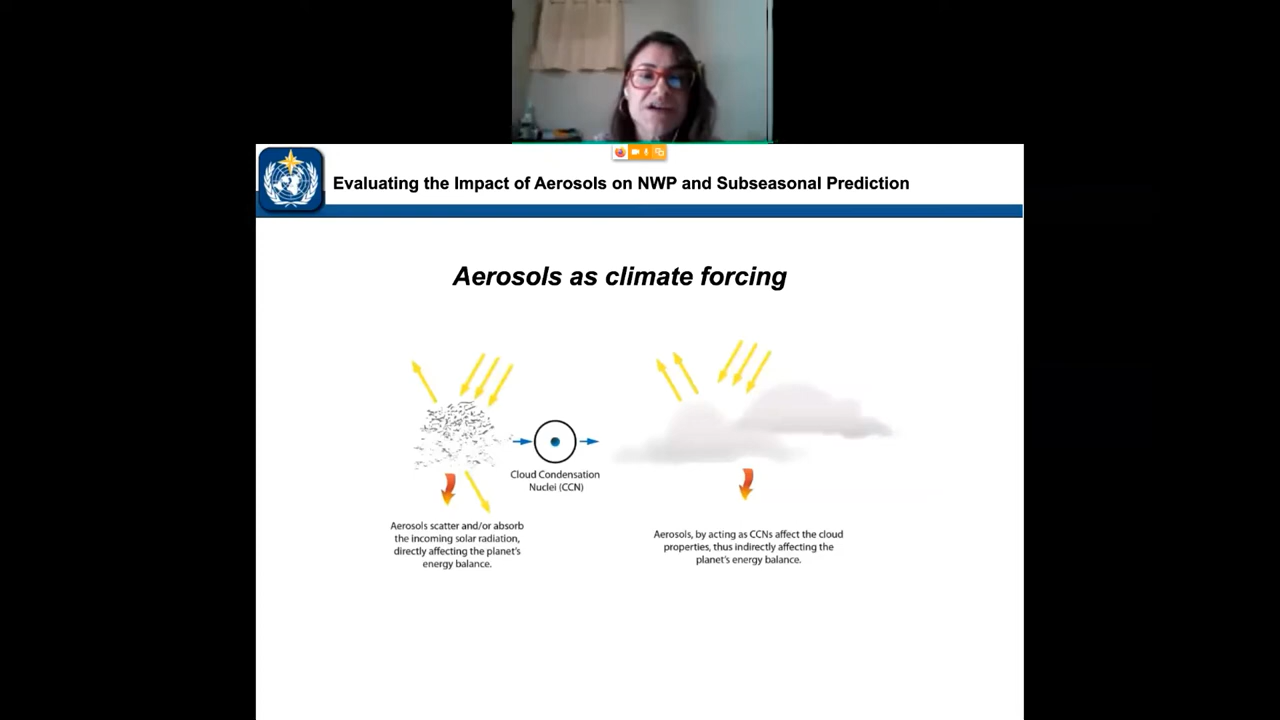 Evaluating the Impact of Aerosols on NWP and Subseasonal Prediction
Aerosols as climate forcing
Cloud Condensation
Nuclei (CCN)
Aerosols scatter and/or absorb
the incoming solar radiation,
directly affecting the planet's
energy balance.
Aerosols, by acting as CCNs affect the cloud
properties, thus indirectly affecting the
planet's energy balance.